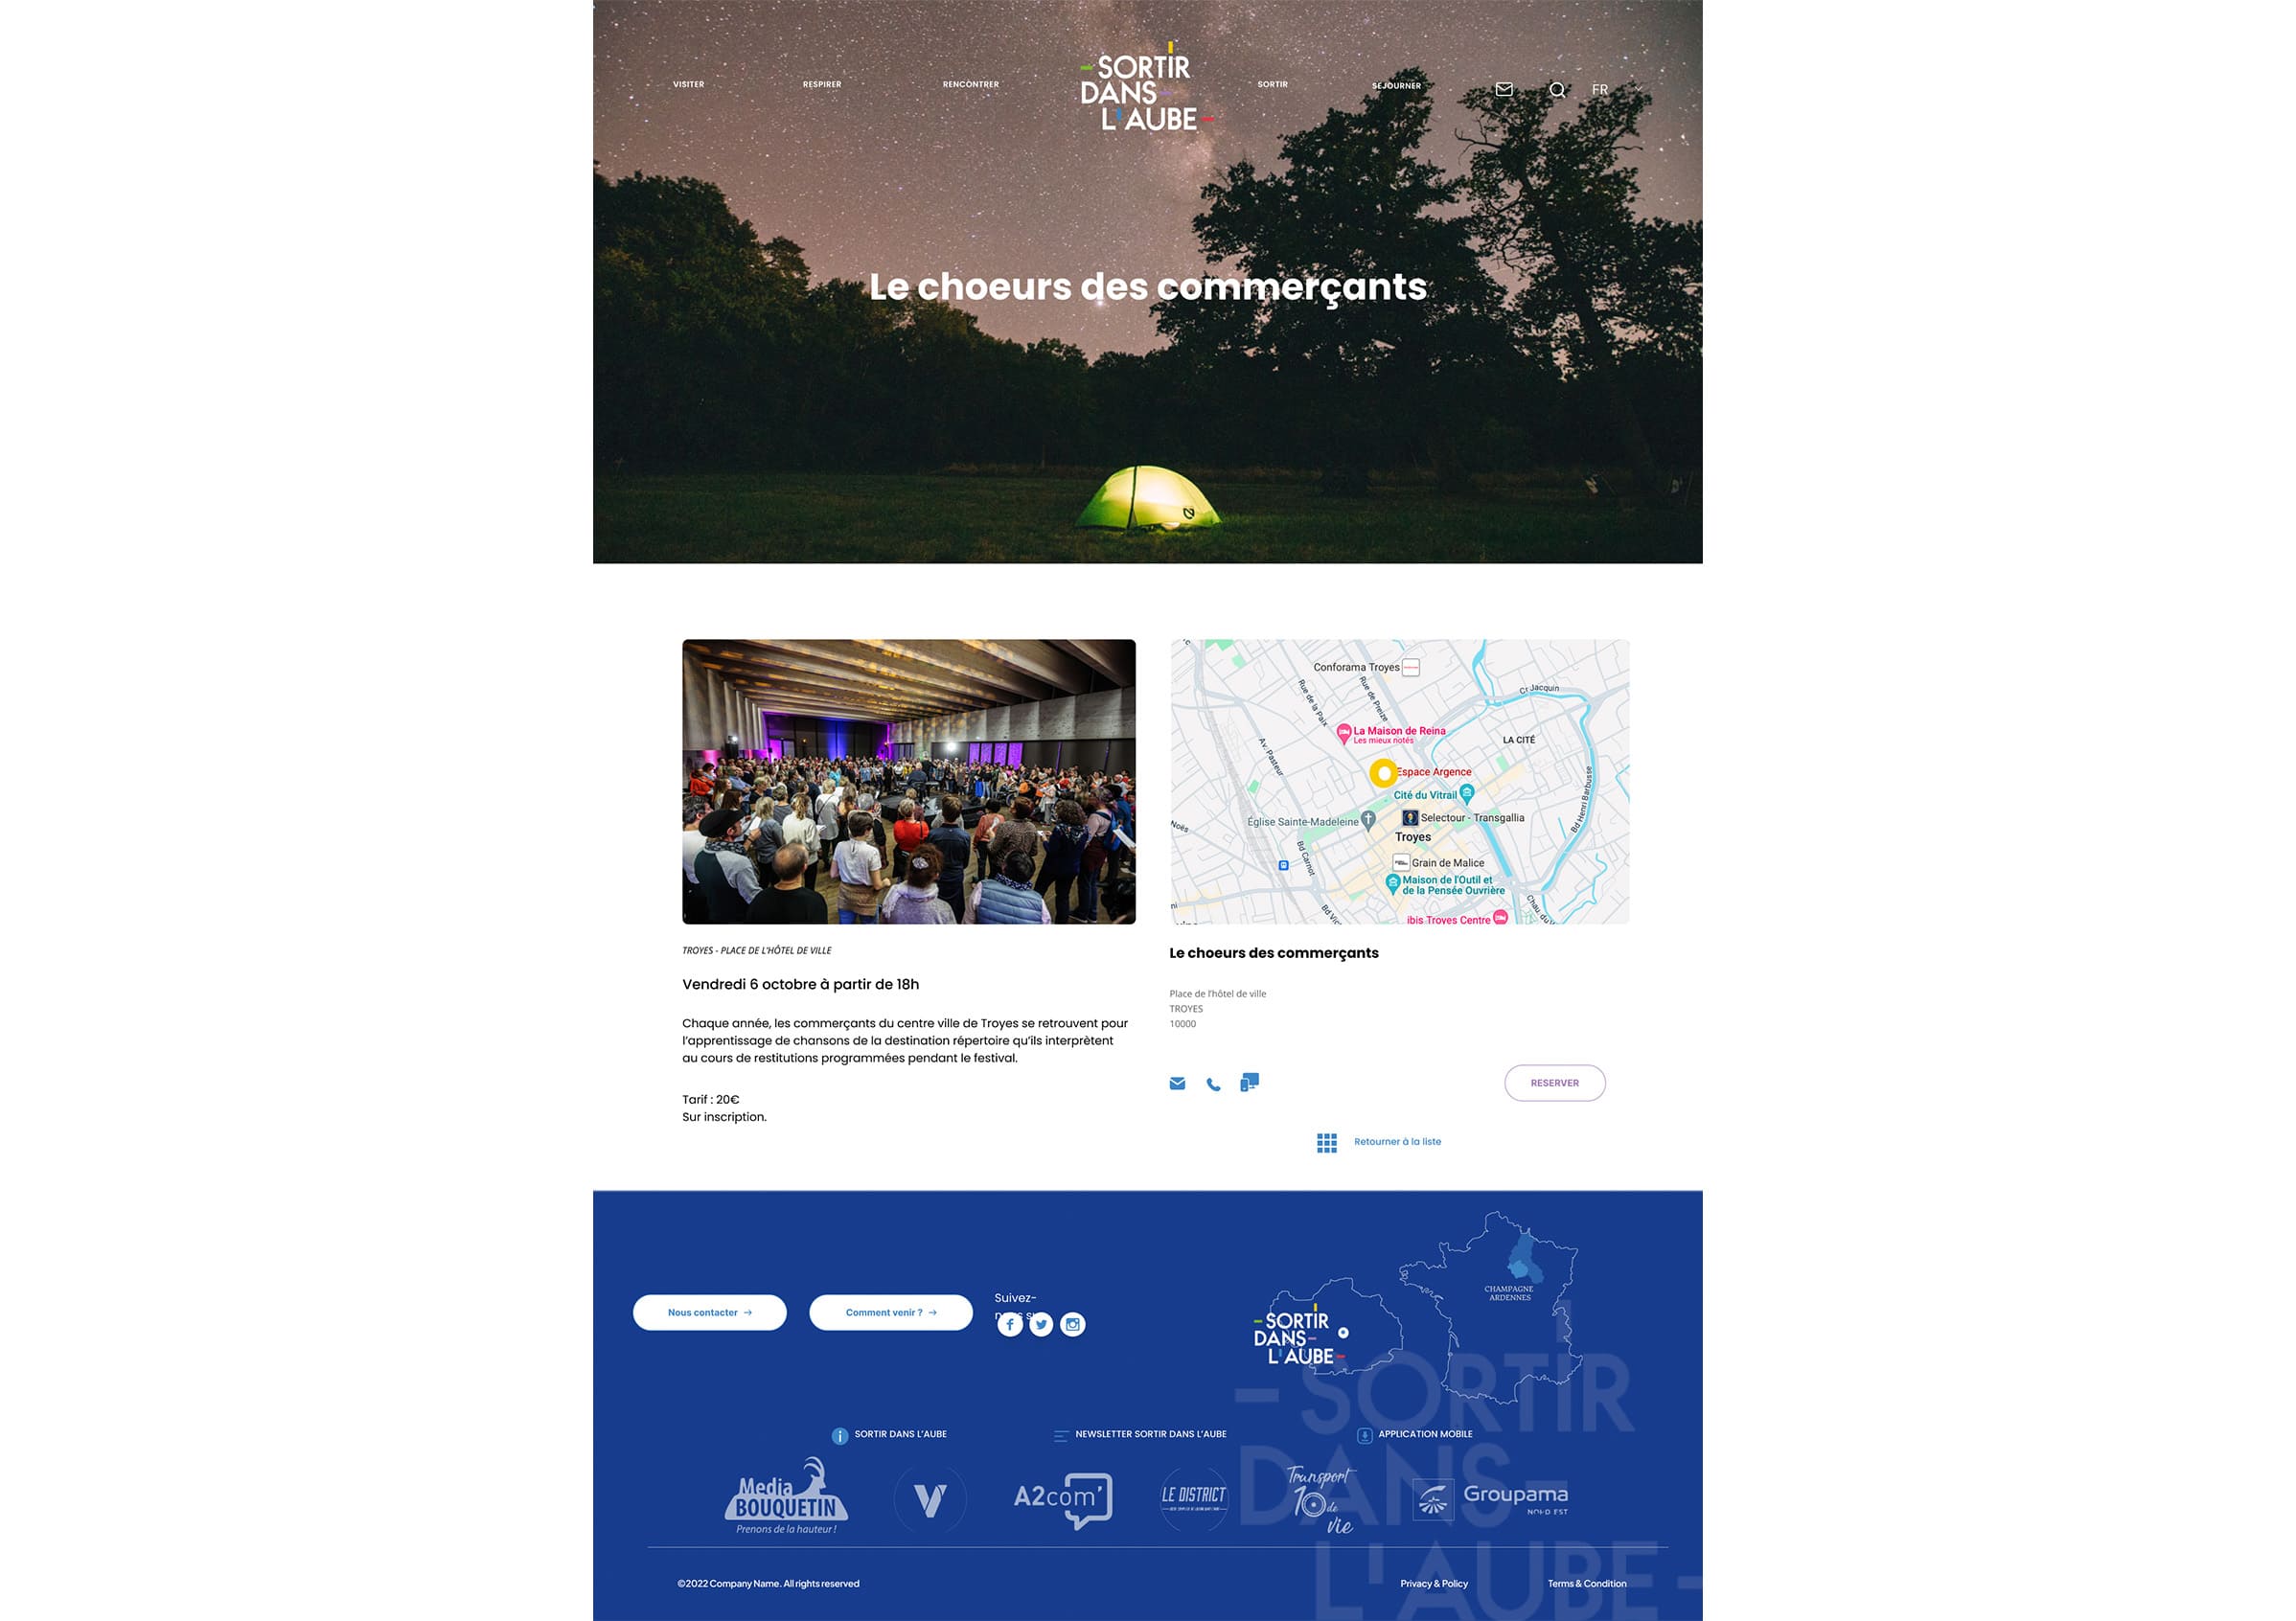 VISITER
RESPIRER
RENCONTRER
SORTIR
DANS
L'AUBE
SORTIR
SEJOURNER
FR
Le choeurs des commerçants
Conforama Troyes
Rue de la Paix
Rue de Preize
Cr Jacquin
La Maison de Reina
Les mieux notés
LA CITÉ
Av. Pasteur
Espace Argence
Cité du Vitrail
Bd Henri Barbusse
Église Sainte-Madeleine
Selectour - Transgallia
Noës
Troyes
Bd Carnot
Grain de Malice
Maison de l'Outil et
de la Pensée Ouvrière
Bd Vic
Chau. du V
ibis Troyes Centre
TROYES - PLACE DE L'HÔTEL DE VILLE
Vendredi 6 octobre à partir de 18h
Chaque année, les commerçants du centre ville de Troyes se retrouvent pour
l'apprentissage de chansons de la destination répertoire qu'ils interprètent
au cours de restitutions programmées pendant le festival.
Tarif : 20€
Sur inscription.
Le choeurs des commerçants
Place de l'hôtel de ville
TROYES
10000
RESERVER
Retourner à la liste
Nous contacter →
Comment venir ? →
Suivez-
CHAMPAGNE
ARDENNES
SORTIR
DANS
L'AUBE
SORTIR
DANS
L'AUBE
SORTIR DANS L'AUBE
NEWSLETTER SORTIR DANS L'AUBE
APPLICATION MOBILE
Media
BOUQUETIN
Prenons de la hauteur !
V
A2com'
LE DISTRICT
Transport
10 de
Vie
Groupama
NORD EST
©2022 Company Name. All rights reserved
Privacy & Policy
Terms & Condition